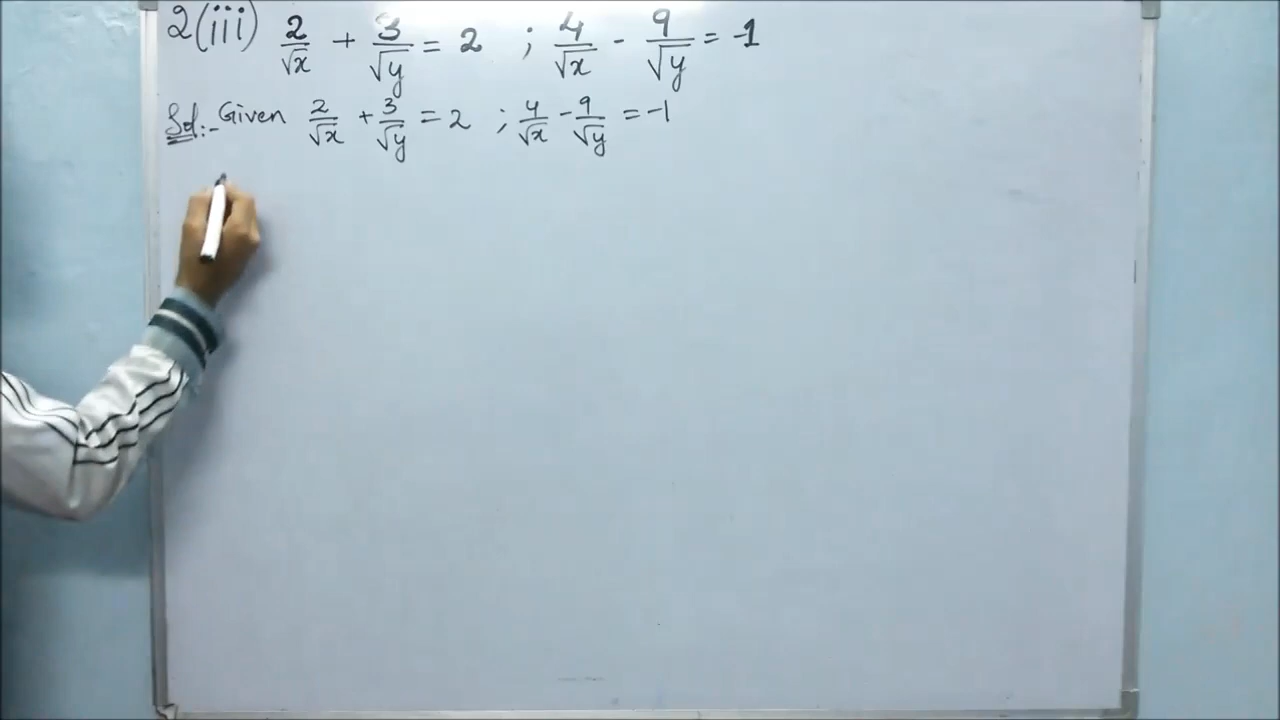 2(iii) 2/√x + 3/√y = 2 ; 4/√x - 9/√y = -1
Sol:- Given 2/√x + 3/√y = 2 ; 4/√x - 9/√y = -1